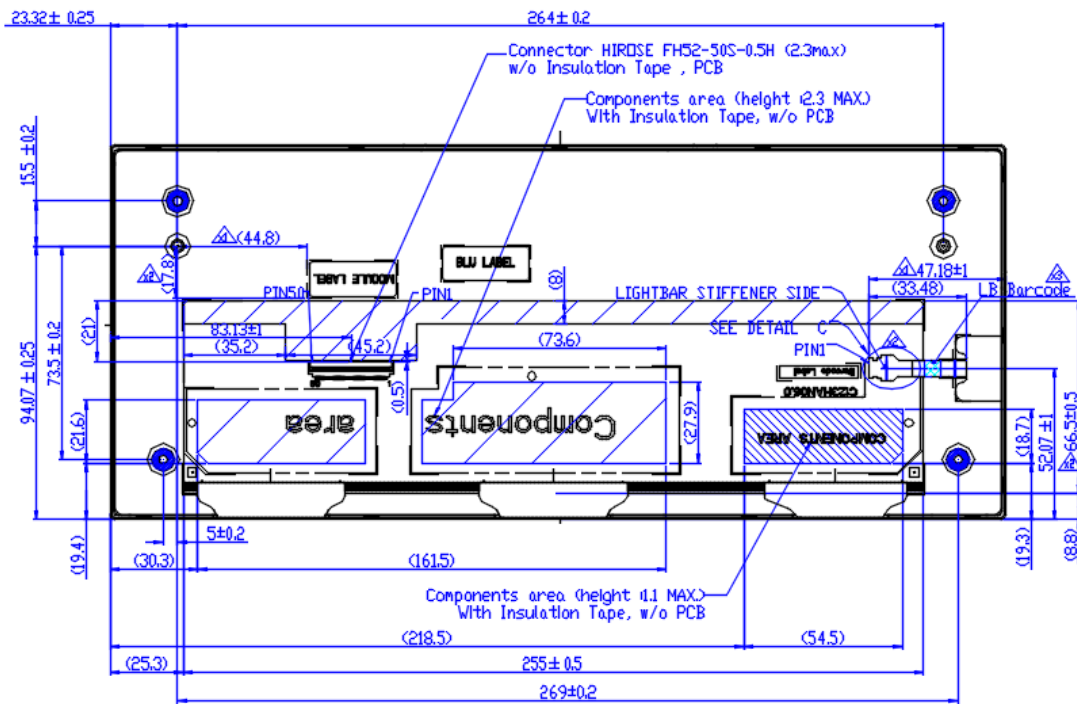 23.32± 0.25
264± 0.2
Connector HIROSE FH52-50S-0.5H (2.3max)
w/o Insulation Tape , PCB
Components area (height :2.3 MAX.)
With Insulation Tape, w/o PCB
15.5 ±0.2
(44.8)
(17.8)
MODULE LABEL
BLU LABEL
(8)
47.18±1
(33.48)
LB Barcode
PIN50
PIN1
LIGHTBAR STIFFENER SIDE
SEE DETAIL C
PIN1
(21)
83.13±1
(35.2)
(45.2)
(73.6)
(0.5)
94.07 ± 0.25
73.5 ± 0.2
Barcode Label
C123HAN06.0
(21.6)
area
Components
(27.9)
COMPONENTS AREA
(18.7)
52.07 ±1
66.5±0.5
(19.4)
5±0.2
(19.3)
(8.8)
(30.3)
(161.5)
Components area (height :1.1 MAX.)
With Insulation Tape, w/o PCB
(218.5)
(54.5)
(25.3)
255± 0.5
269±0.2